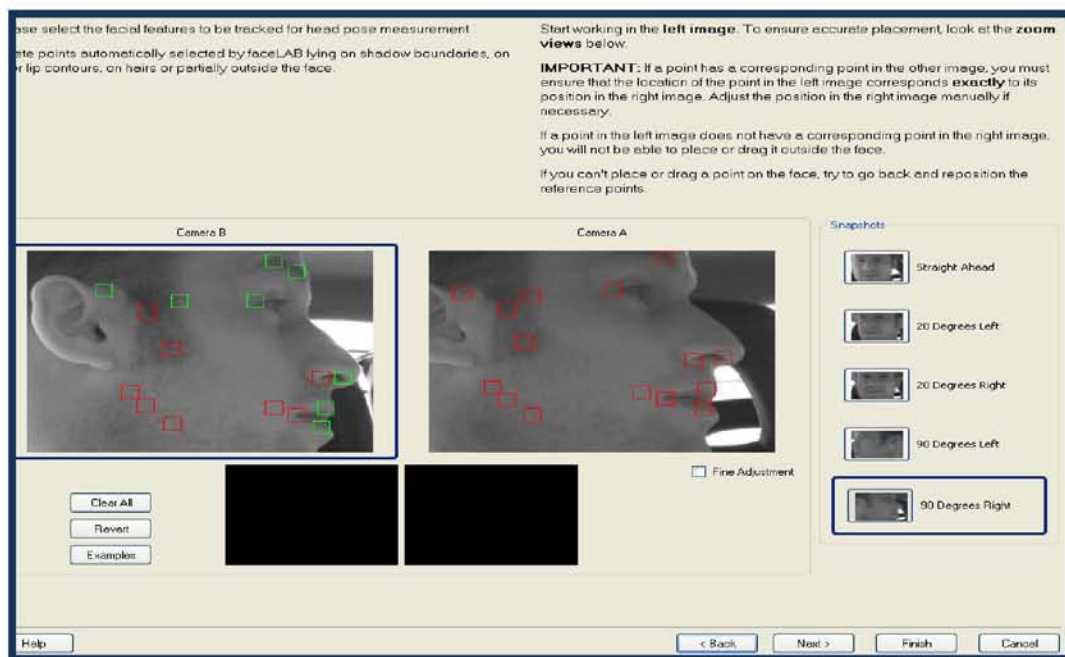 ase select the facial features to be tracked for head pose measurement
ete points automatically selected by faceLAB lying on shadow boundaries, on
r lip contours, on hairs or partially outside the face.
Start working in the left image. To ensure accurate placement, look at the zoom
views below.
IMPORTANT: If a point has a corresponding point in the other image, you must
ensure that the location of the point in the left image corresponds exactly to its
position in the right image. Adjust the position in the right image manually if
necessary.
If a point in the left image does not have a corresponding point in the right image,
you will not be able to place or drag it outside the face.
If you can't place or drag a point on the face, try to go back and reposition the
reference points.
Camera B
Camera A
Snapshots
Straight Ahead
20 Degrees Left
20 Degrees Right
90 Degrees Left
90 Degrees Right
Fine Adjustment
Clear All
Revert
Examples
Help
< Back
Next >
Finish
Cancel